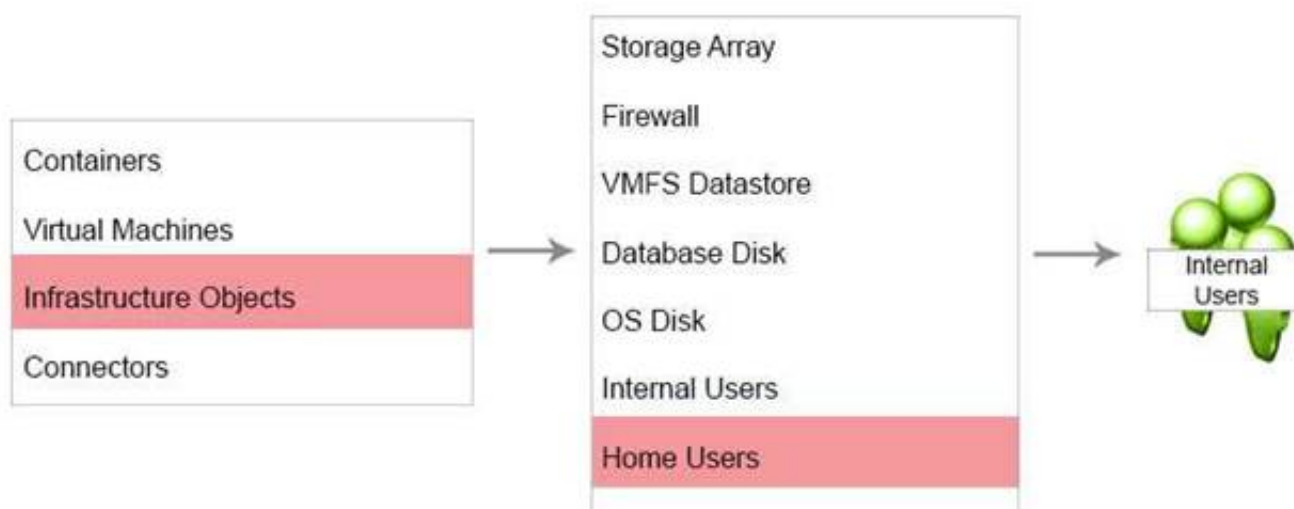 Containers
Virtual Machines
Infrastructure Objects
Connectors
Storage Array
Firewall
VMFS Datastore
Database Disk
OS Disk
Internal Users
Home Users
Internal
Users